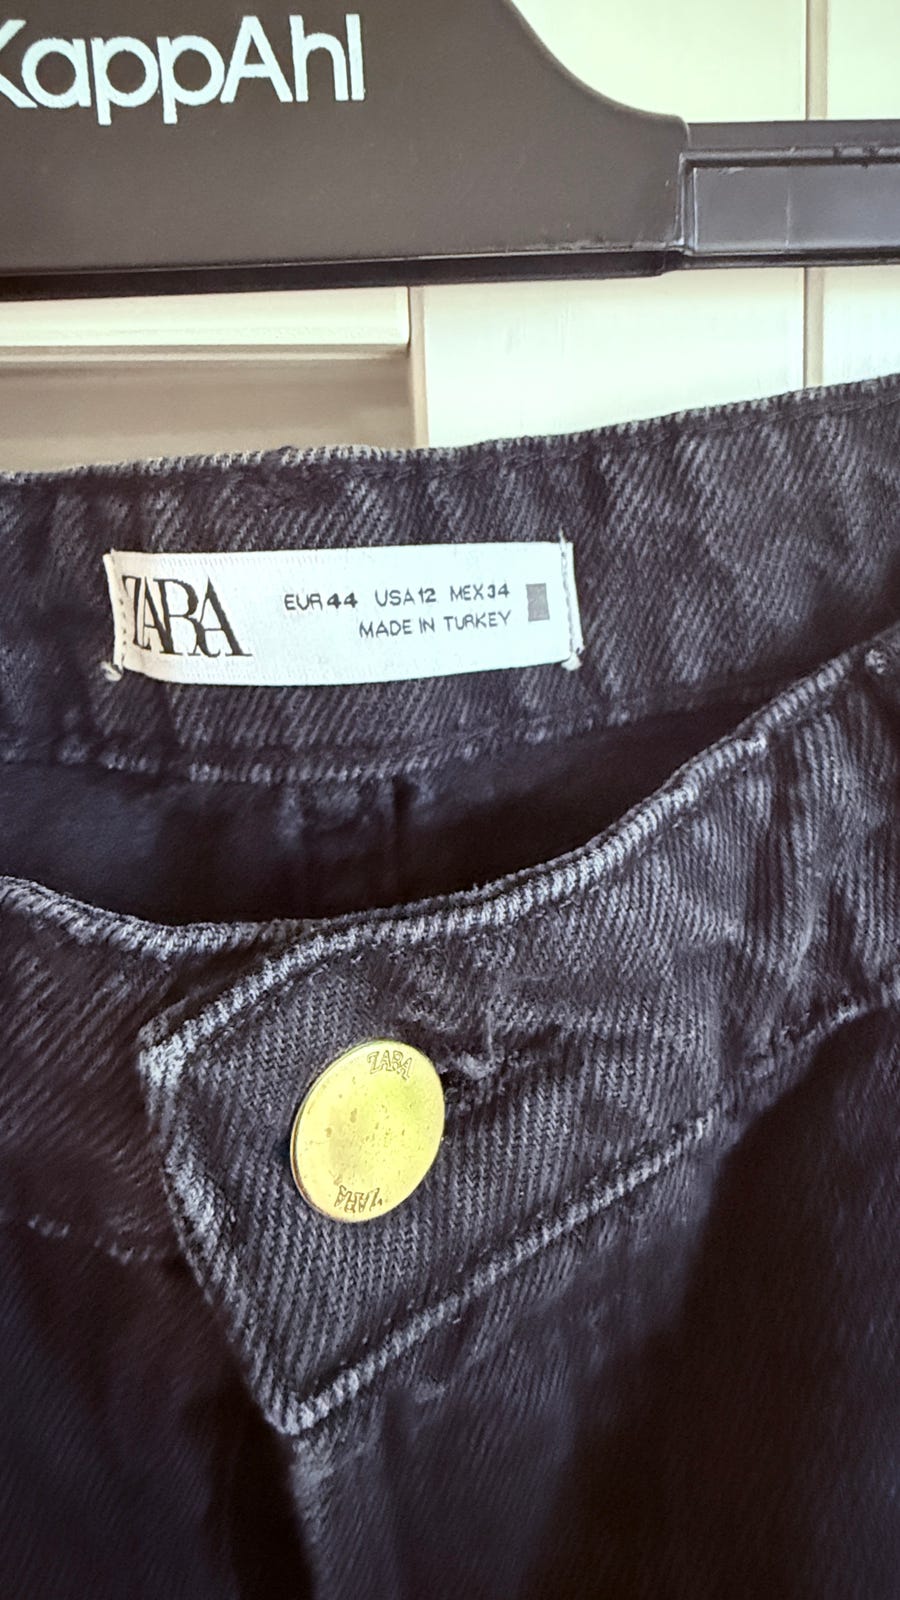 KappAhl
ZARA
EUR 44 USA 12 MEX 34
MADE IN TURKEY
ZARA
ZARA